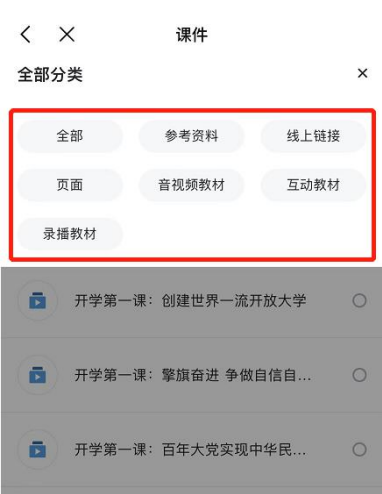 课件
全部分类
全部 参考资料 线上链接
页面 音视频教材 互动教材
录播教材
开学第一课：创建世界一流开放大学
开学第一课：擎旗奋进 争做自信自...
开学第一课：百年大党实现中华民...